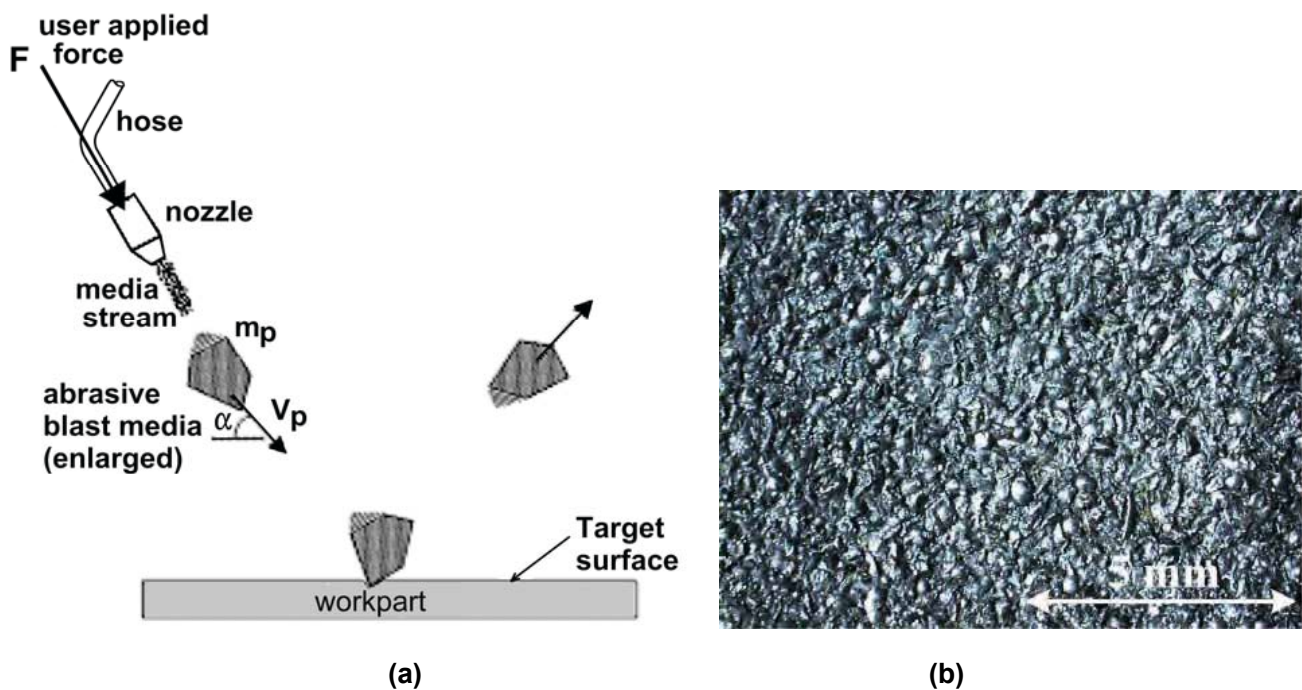 user applied
F force
hose
nozzle
media
stream
mp
abrasive
blast media
(enlarged)
α
Vp
Target
surface
workpart
5 mm
(a)
(b)